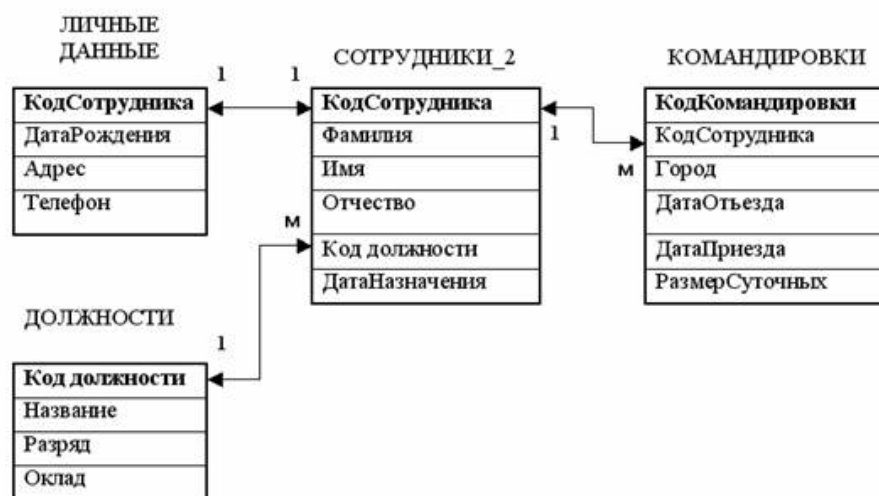 ЛИЧНЫЕ
ДАННЫЕ
1
КодСотрудника
ДатаРождения
Адрес
Телефон
СОТРУДНИКИ_2
1
КодСотрудника
Фамилия
Имя
Отчество
м
Код должности
ДатаНазначения
КОМАНДИРОВКИ
1
м
КодКомандировки
КодСотрудника
Город
ДатаОтъезда
ДатаПриезда
РазмерСуточных
ДОЛЖНОСТИ
1
Код должности
Название
Разряд
Оклад